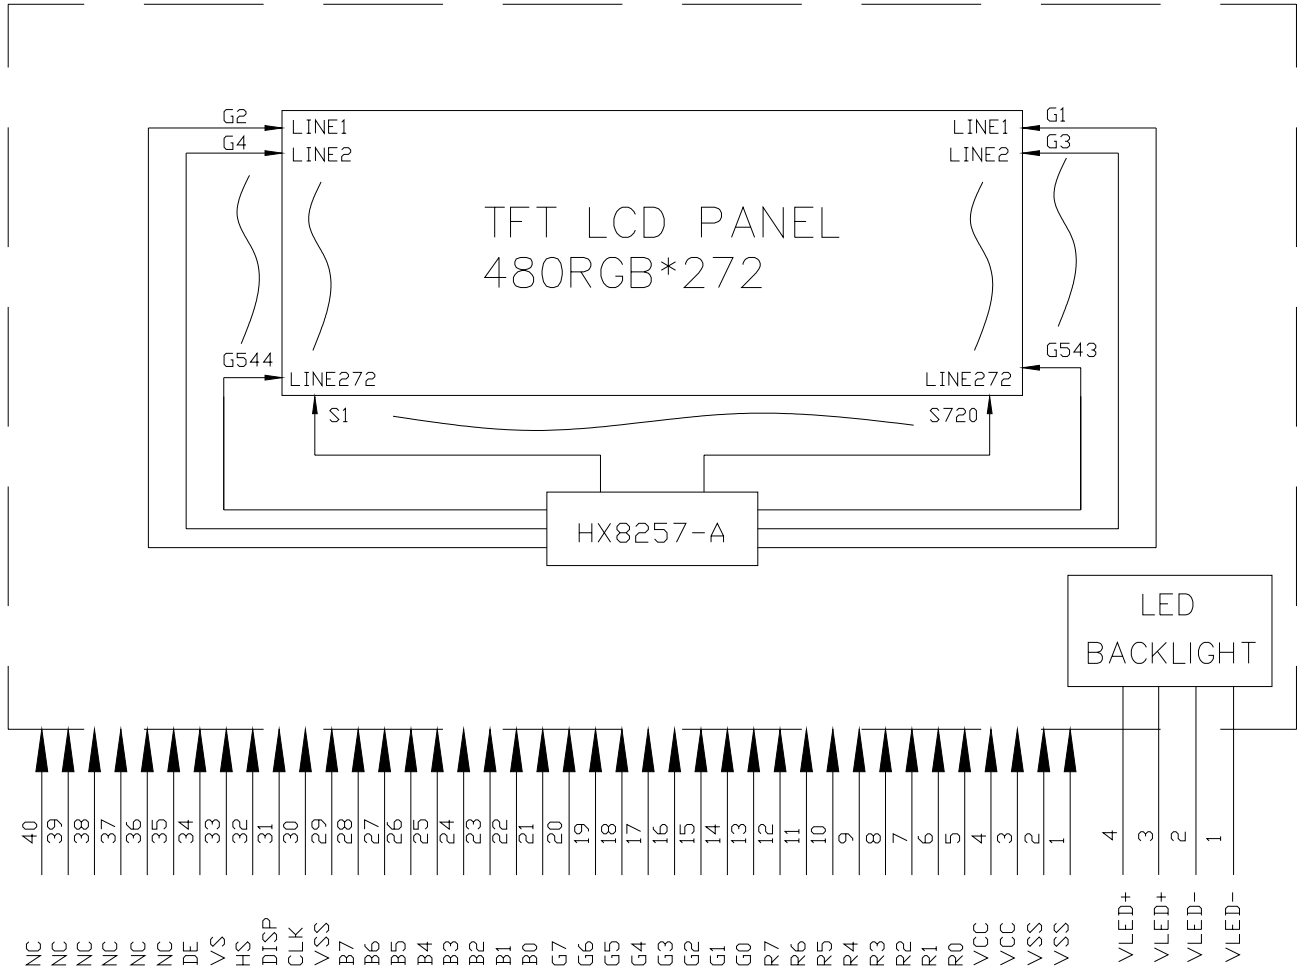 G2
G1
LINE1
LINE1
G4
G3
LINE2
LINE2
TFT LCD PANEL
480RGB*272
G544
G543
LINE272
LINE272
S1
S720
HX8257-A
LED
BACKLIGHT
40 39 38 37 36 35 34 33 32 31 30 29 28 27 26 25 24 23 22 21 20 19 18 17 16 15 14 13 12 11 10 9 8 7 6 5 4 3 2 1
4 3 2 1
NC NC NC NC NC NC DE VS HS DISP CLK VSS B7 B6 B5 B4 B3 B2 B1 B0 G7 G6 G5 G4 G3 G2 G1 G0 R7 R6 R5 R4 R3 R2 R1 R0 VCC VCC VSS VSS
VLED+ VLED+ VLED- VLED-